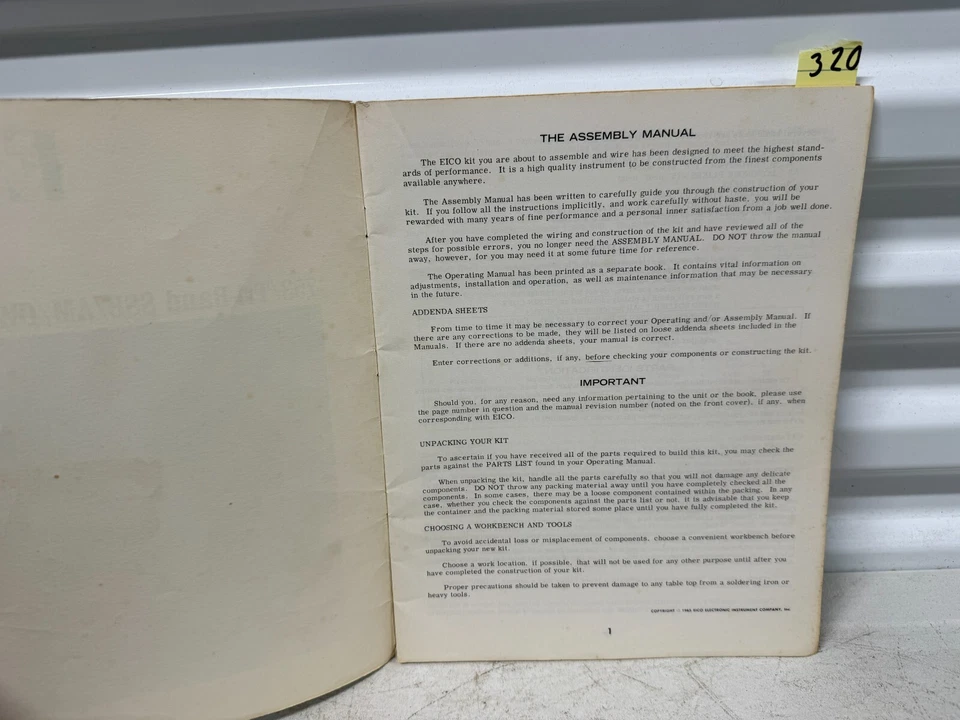 320
THE ASSEMBLY MANUAL
The EICO kit you are about to assemble and wire has been designed to meet the highest stand-
ards of performance. It is a high quality instrument to be constructed from the finest components
available anywhere.
The Assembly Manual has been written to carefully guide you through the construction of your
kit. If you follow all the instructions implicitly, and work carefully without haste, you will be
rewarded with many years of fine performance and a personal inner satisfaction from a job well done.
After you have completed the wiring and construction of the kit and have reviewed all of the
steps for possible errors, you no longer need the ASSEMBLY MANUAL. DO NOT throw the manual
away, however, for you may need it at some future time for reference.
The Operating Manual has been printed as a separate book. It contains vital information on
adjustments, installation and operation, as well as maintenance information that may be necessary
in the future.
ADDENDA SHEETS
From time to time it may be necessary to correct your Operating and/or Assembly Manual. If
there are any corrections to be made, they will be listed on loose addenda sheets included in the
Manuals. If there are no addenda sheets, your manual is correct.
Enter corrections or additions, if any, before checking your components or constructing the kit.
IMPORTANT
Should you, for any reason, need any information pertaining to the unit or the book, please use
the page number in question and the manual revision number (noted on the front cover), if any, when
corresponding with EICO.
UNPACKING YOUR KIT
To ascertain if you have received all of the parts required to build this kit, you may check the
parts against the PARTS LIST found in your Operating Manual.
When unpacking the kit, handle all the parts carefully so that you will not damage any delicate
components. DO NOT throw any packing material away until you have completely checked all the
components. In some cases, there may be a loose component contained within the packing. In any
case, whether you check the components against the parts list or not, it is advisable that you keep
the container and the packing material stored some place until you have fully completed the kit.
CHOOSING A WORKBENCH AND TOOLS
To avoid accidental loss or misplacement of components, choose a convenient workbench before
unpacking your new kit.
Choose a work location, if possible, that will not be used for any other purpose until after you
have completed the construction of your kit.
Proper precautions should be taken to prevent damage to any table top from a soldering iron or
heavy tools.
COPYRIGHT © 1965 EICO ELECTRONIC INSTRUMENT COMPANY, Inc
1